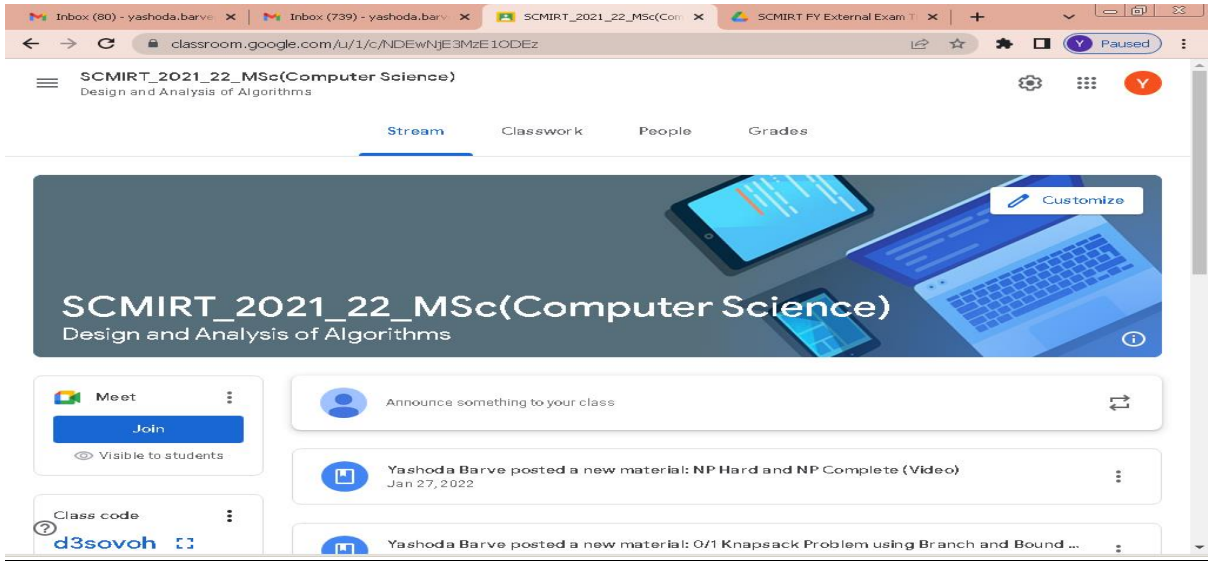 Inbox (80) - yashoda.barve
Inbox (739) - yashoda.barv
SCMIRT_2021_22_MSc(Com
SCMIRT FY External Exam T
classroom.google.com/u/1/c/NDEwNjE3MzE1ODEz
Y Paused
SCMIRT_2021_22_MSc(Computer Science)
Design and Analysis of Algorithms
Y
Stream Classwork People Grades
Customize
SCMIRT_2021_22_MSc(Computer Science)
Design and Analysis of Algorithms
Meet
Join
Visible to students
Announce something to your class
Yashoda Barve posted a new material: NP Hard and NP Complete (Video)
Jan 27, 2022
Class code
d3sovoh
Yashoda Barve posted a new material: 0/1 Knapsack Problem using Branch and Bound ...